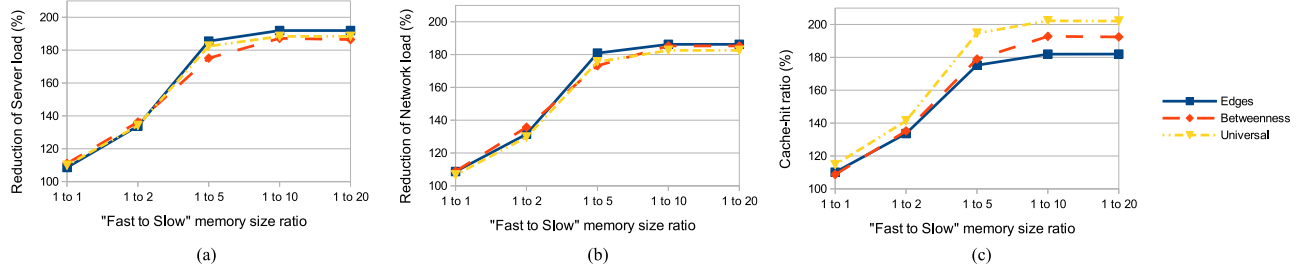 Reduction of Server load (%)
200
180
160
140
120
100
1 to 1
1 to 2
1 to 5
1 to 10
1 to 20
"Fast to Slow" memory size ratio
(a)
Reduction of Network load (%)
200
180
160
140
120
100
1 to 1
1 to 2
1 to 5
1 to 10
1 to 20
"Fast to Slow" memory size ratio
(b)
Cache-hit ratio (%)
200
180
160
140
120
100
1 to 1
1 to 2
1 to 5
1 to 10
1 to 20
"Fast to Slow" memory size ratio
(c)
Edges
Betweenness
Universal